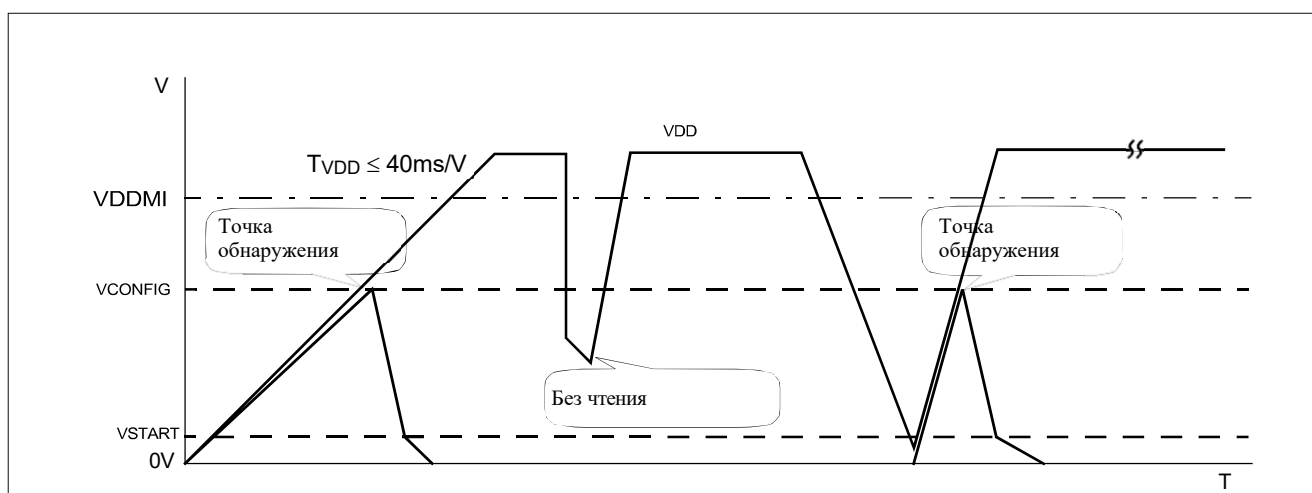 V
VDD
TVDD ≤ 40ms/V
VDDMI
Точка
обнаружения
Точка
обнаружения
VCONFIG
Без чтения
VSTART
0V
T